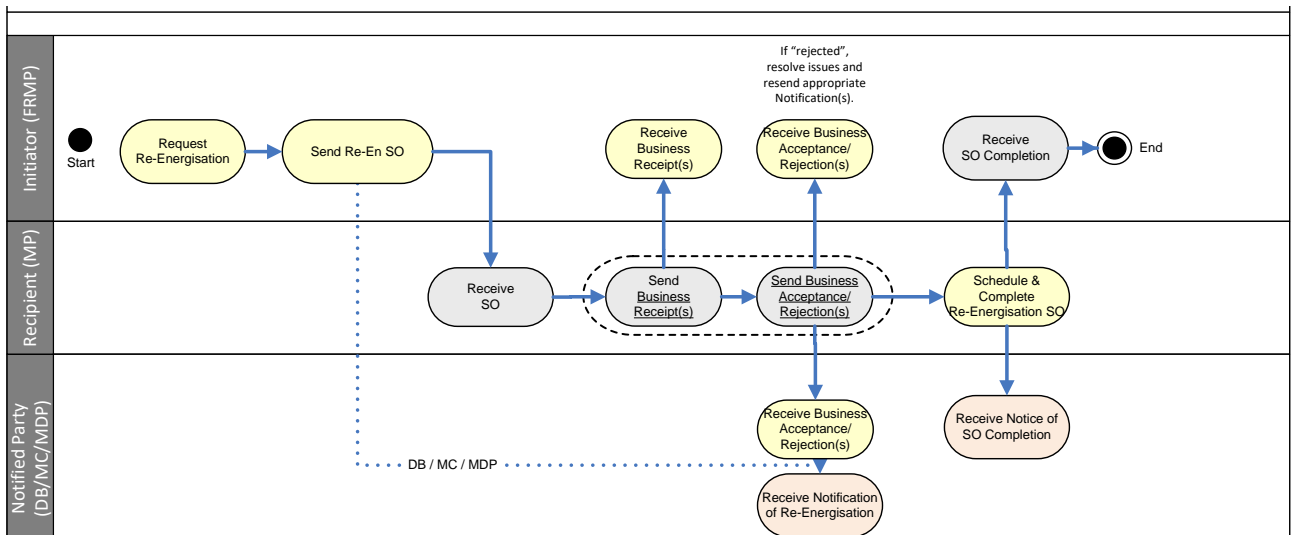 Initiator (FRMP)
Start
Request
Re-Energisation
Send Re-En SO
Receive
Business
Receipt(s)
If “rejected”,
resolve issues and
resend appropriate
Notification(s).
Receive Business
Acceptance/
Rejection(s)
Receive
SO Completion
End
Recipient (MP)
Receive
SO
Send
Business
Receipt(s)
Send Business
Acceptance/
Rejection(s)
Schedule &
Complete
Re-Energisation SO
Notified Party
(DB/MC/MDP)
Receive Business
Acceptance/
Rejection(s)
Receive Notice of
SO Completion
DB / MC / MDP
Receive Notification
of Re-Energisation